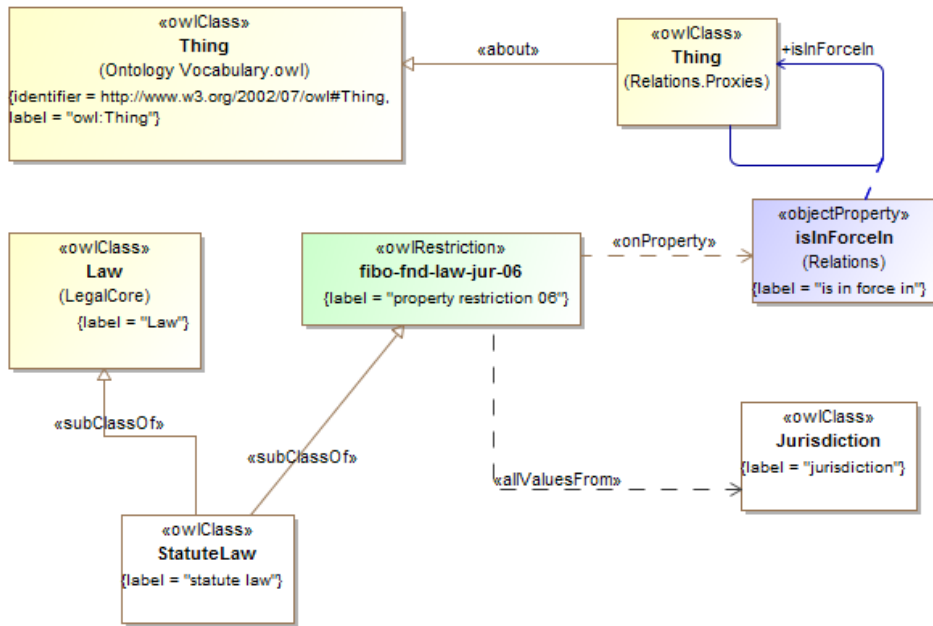 «owlClass»
Thing
(Ontology Vocabulary.owl)
{identifier = http://www.w3.org/2002/07/owl#Thing,
label = "owl:Thing"}
«about»
«owlClass»
Thing
(Relations.Proxies)
+isInForceIn
«owlClass»
Law
(LegalCore)
{label = "Law"}
«owlRestriction»
fibo-fnd-law-jur-06
{label = "property restriction 06"}
«onProperty»
«objectProperty»
isInForceIn
(Relations)
{label = "is in force in"}
«subClassOf»
«subClassOf»
«allValuesFrom»
«owlClass»
Jurisdiction
{label = "jurisdiction"}
«owlClass»
StatuteLaw
{label = "statute law"}